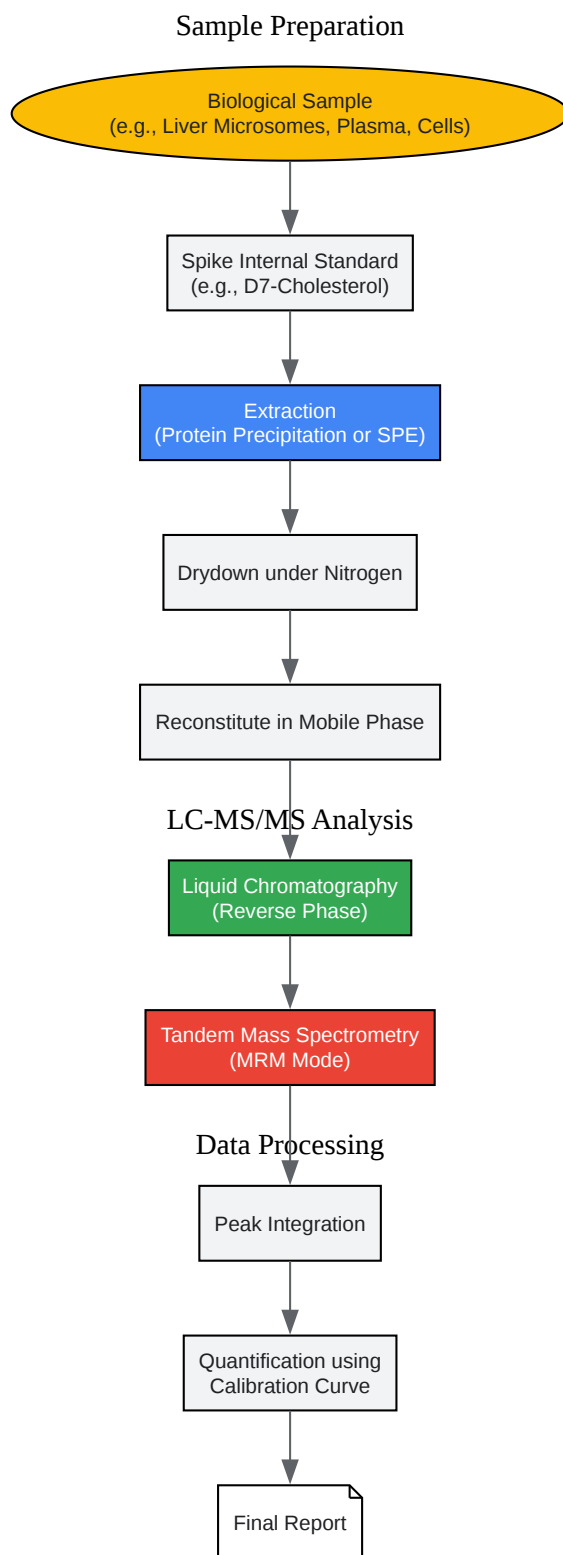 Sample Preparation
Biological Sample
(e.g., Liver Microsomes, Plasma, Cells)
Spike Internal Standard
(e.g., D7-Cholesterol)
Extraction
(Protein Precipitation or SPE)
Drydown under Nitrogen
Reconstitute in Mobile Phase
LC-MS/MS Analysis
Liquid Chromatography
(Reverse Phase)
Tandem Mass Spectrometry
(MRM Mode)
Data Processing
Peak Integration
Quantification using
Calibration Curve
Final Report